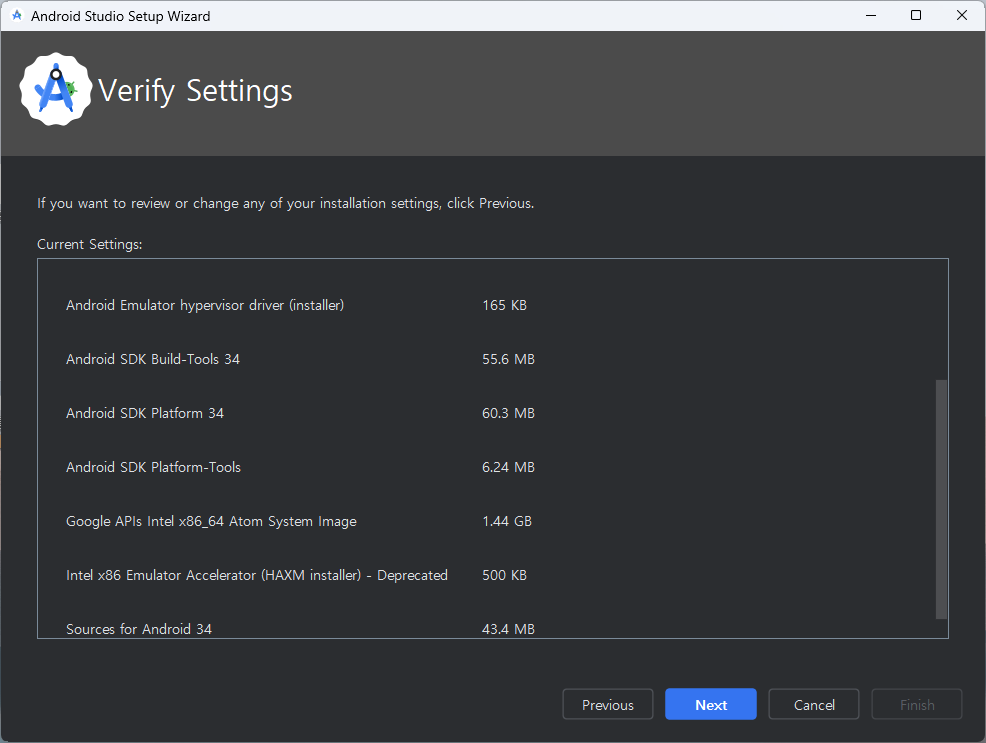 Android Studio Setup Wizard
Verify Settings
If you want to review or change any of your installation settings, click Previous.
Current Settings:
Android Emulator hypervisor driver (installer) 165 KB
Android SDK Build-Tools 34 55.6 MB
Android SDK Platform 34 60.3 MB
Android SDK Platform-Tools 6.24 MB
Google APIs Intel x86_64 Atom System Image 1.44 GB
Intel x86 Emulator Accelerator (HAXM installer) - Deprecated 500 KB
Sources for Android 34 43.4 MB
Previous Next Cancel Finish